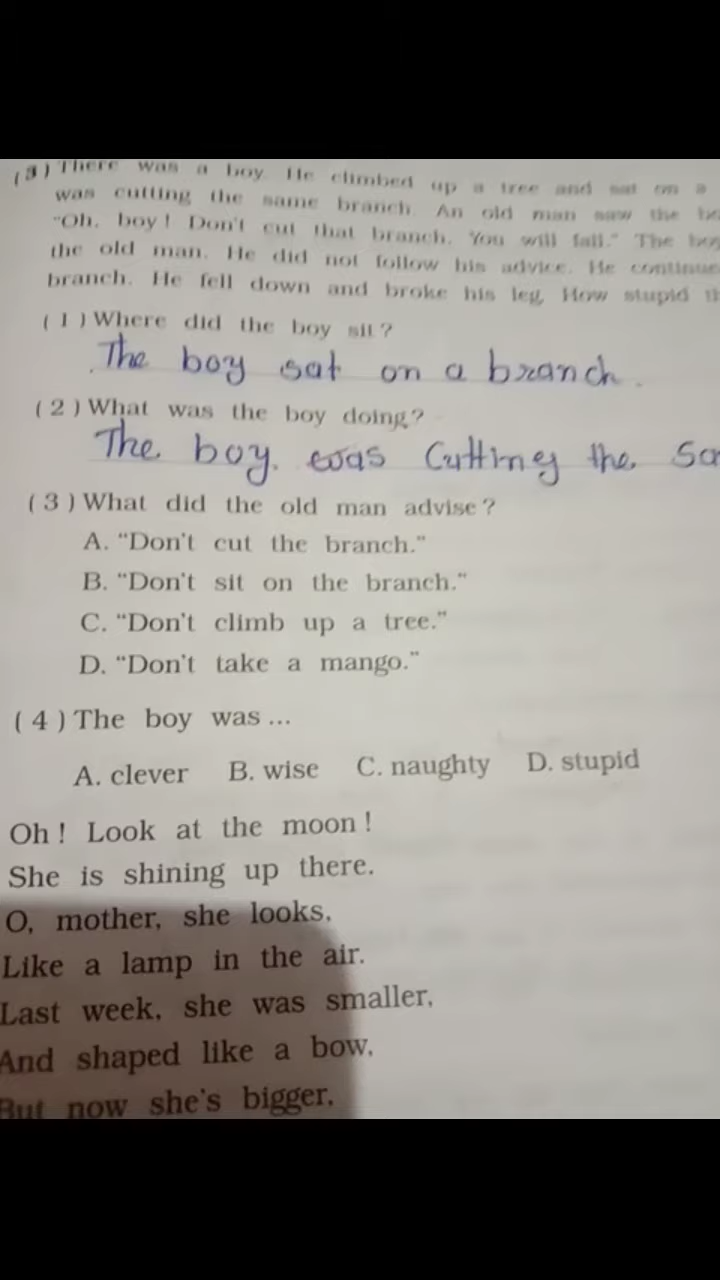 (3) There was a boy. He climbed up a tree and sat on a
was cutting the same branch. An old man saw the
"Oh, boy! Don't cut that branch. You will fall." The boy
the old man. He did not follow his advice. He
branch. He fell down and broke his leg. How stupid
(1) Where did the boy sit?
The boy sat on a branch.
(2) What was the boy doing?
The boy. was Cutting the
(3) What did the old man advise?
A. "Don't cut the branch."
B. "Don't sit on the branch."
C. "Don't climb up a tree."
D. "Don't take a mango."
(4) The boy was ...
A. clever B. wise C. naughty D. stupid
Oh! Look at the moon!
She is shining up there.
O, mother, she looks,
Like a lamp in the air.
Last week, she was smaller,
And shaped like a bow,
But now she's bigger,